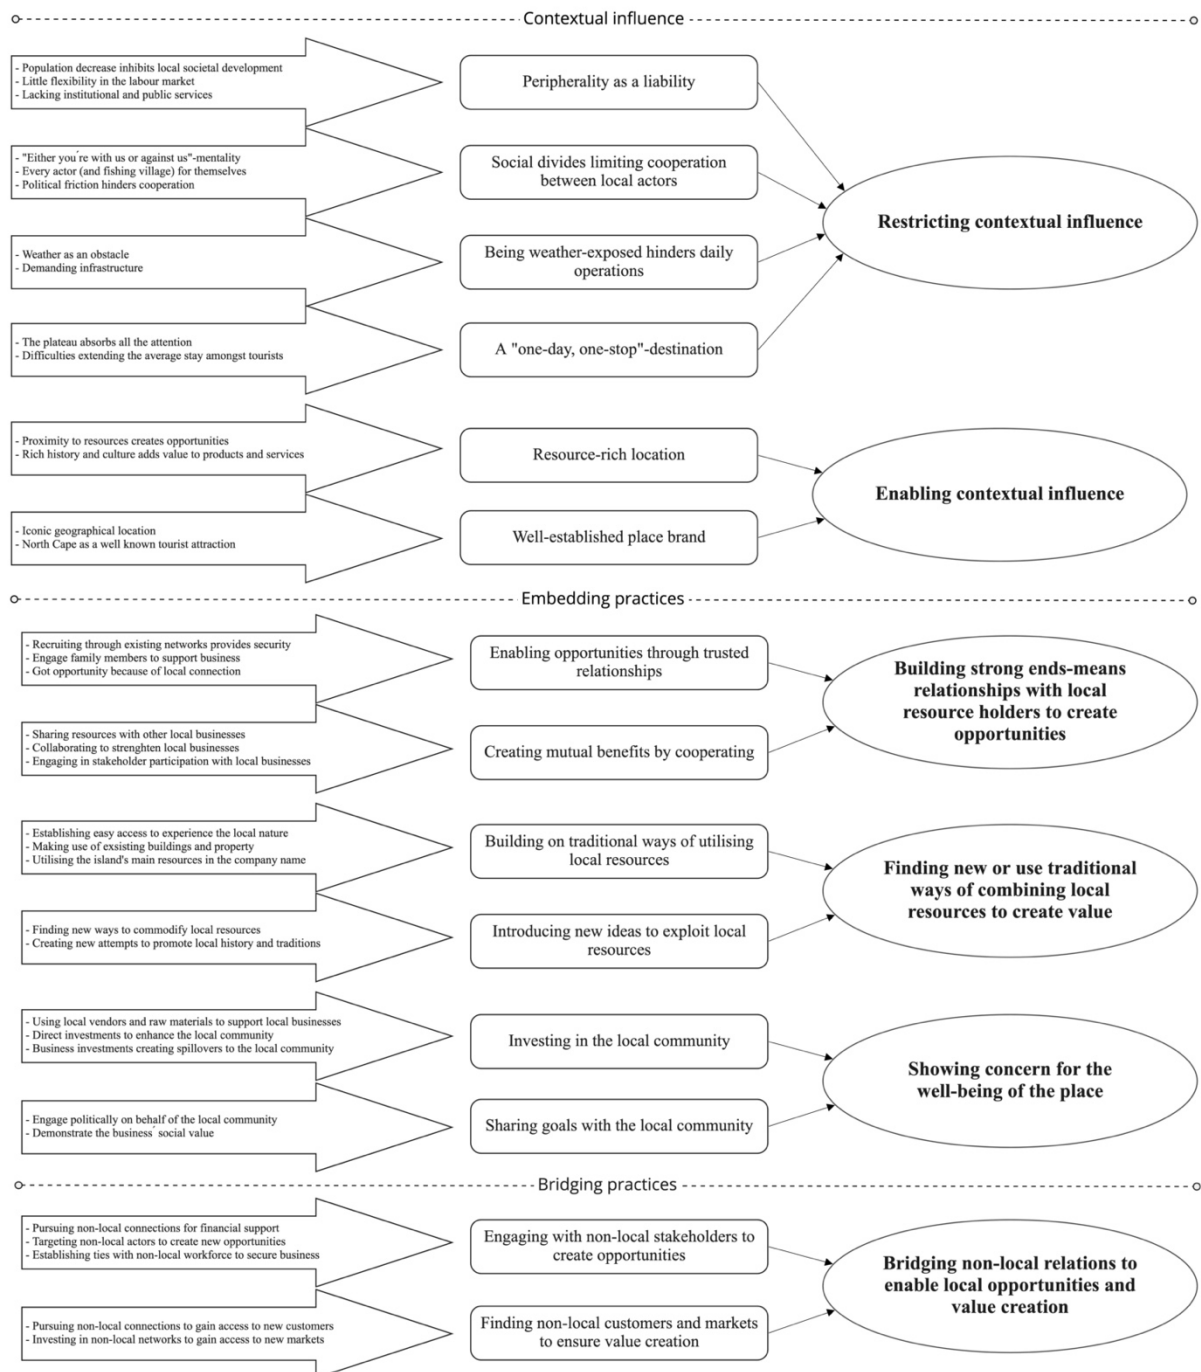 Contextual influence
- Population decrease inhibits local societal development
- Little flexibility in the labour market
- Lacking institutional and public services
Peripherality as a liability
- "Either you´re with us or against us"-mentality
- Every actor (and fishing village) for themselves
- Political friction hinders cooperation
Social divides limiting cooperation
between local actors
Restricting contextual influence
- Weather as an obstacle
- Demanding infrastructure
Being weather-exposed hinders daily
operations
- The plateau absorbs all the attention
- Difficulties extending the average stay amongst tourists
A "one-day, one-stop"-destination
- Proximity to resources creates opportunities
- Rich history and culture adds value to products and services
Resource-rich location
Enabling contextual influence
- Iconic geographical location
- North Cape as a well known tourist attraction
Well-established place brand
Embedding practices
- Recruiting through existing networks provides security
- Engage family members to support business
- Got opportunity because of local connection
Enabling opportunities through trusted
relationships
Building strong ends-means
relationships with local
resource holders to create
opportunities
- Sharing resources with other local businesses
- Collaborating to strenghten local businesses
- Engaging in stakeholder participation with local businesses
Creating mutual benefits by cooperating
- Establishing easy access to experience the local nature
- Making use of exsisting buildings and property
- Utilising the island's main resources in the company name
Building on traditional ways of utilising
local resources
Finding new or use traditional
ways of combining local
resources to create value
- Finding new ways to commodify local resources
- Creating new attempts to promote local history and traditions
Introducing new ideas to exploit local
resources
- Using local vendors and raw materials to support local businesses
- Direct investments to enhance the local community
- Business investments creating spillovers to the local community
Investing in the local community
Showing concern for the
well-being of the place
- Engage politically on behalf of the local community
- Demonstrate the business´ social value
Sharing goals with the local community
Bridging practices
- Pursuing non-local connections for financial support
- Targeting non-local actors to create new opportunities
- Establishing ties with non-local workforce to secure business
Engaging with non-local stakeholders to
create opportunities
Bridging non-local relations to
enable local opportunities and
value creation
- Pursuing non-local connections to gain access to new customers
- Investing in non-local networks to gain access to new markets
Finding non-local customers and markets
to ensure value creation